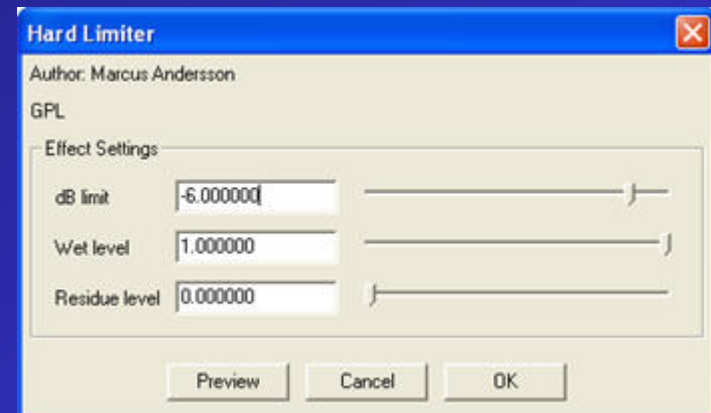 Hard Limiter
Author: Marcus Andersson
GPL
Effect Settings
dB limit -6.000000
Wet level 1.000000
Residue level 0.000000
Preview Cancel OK